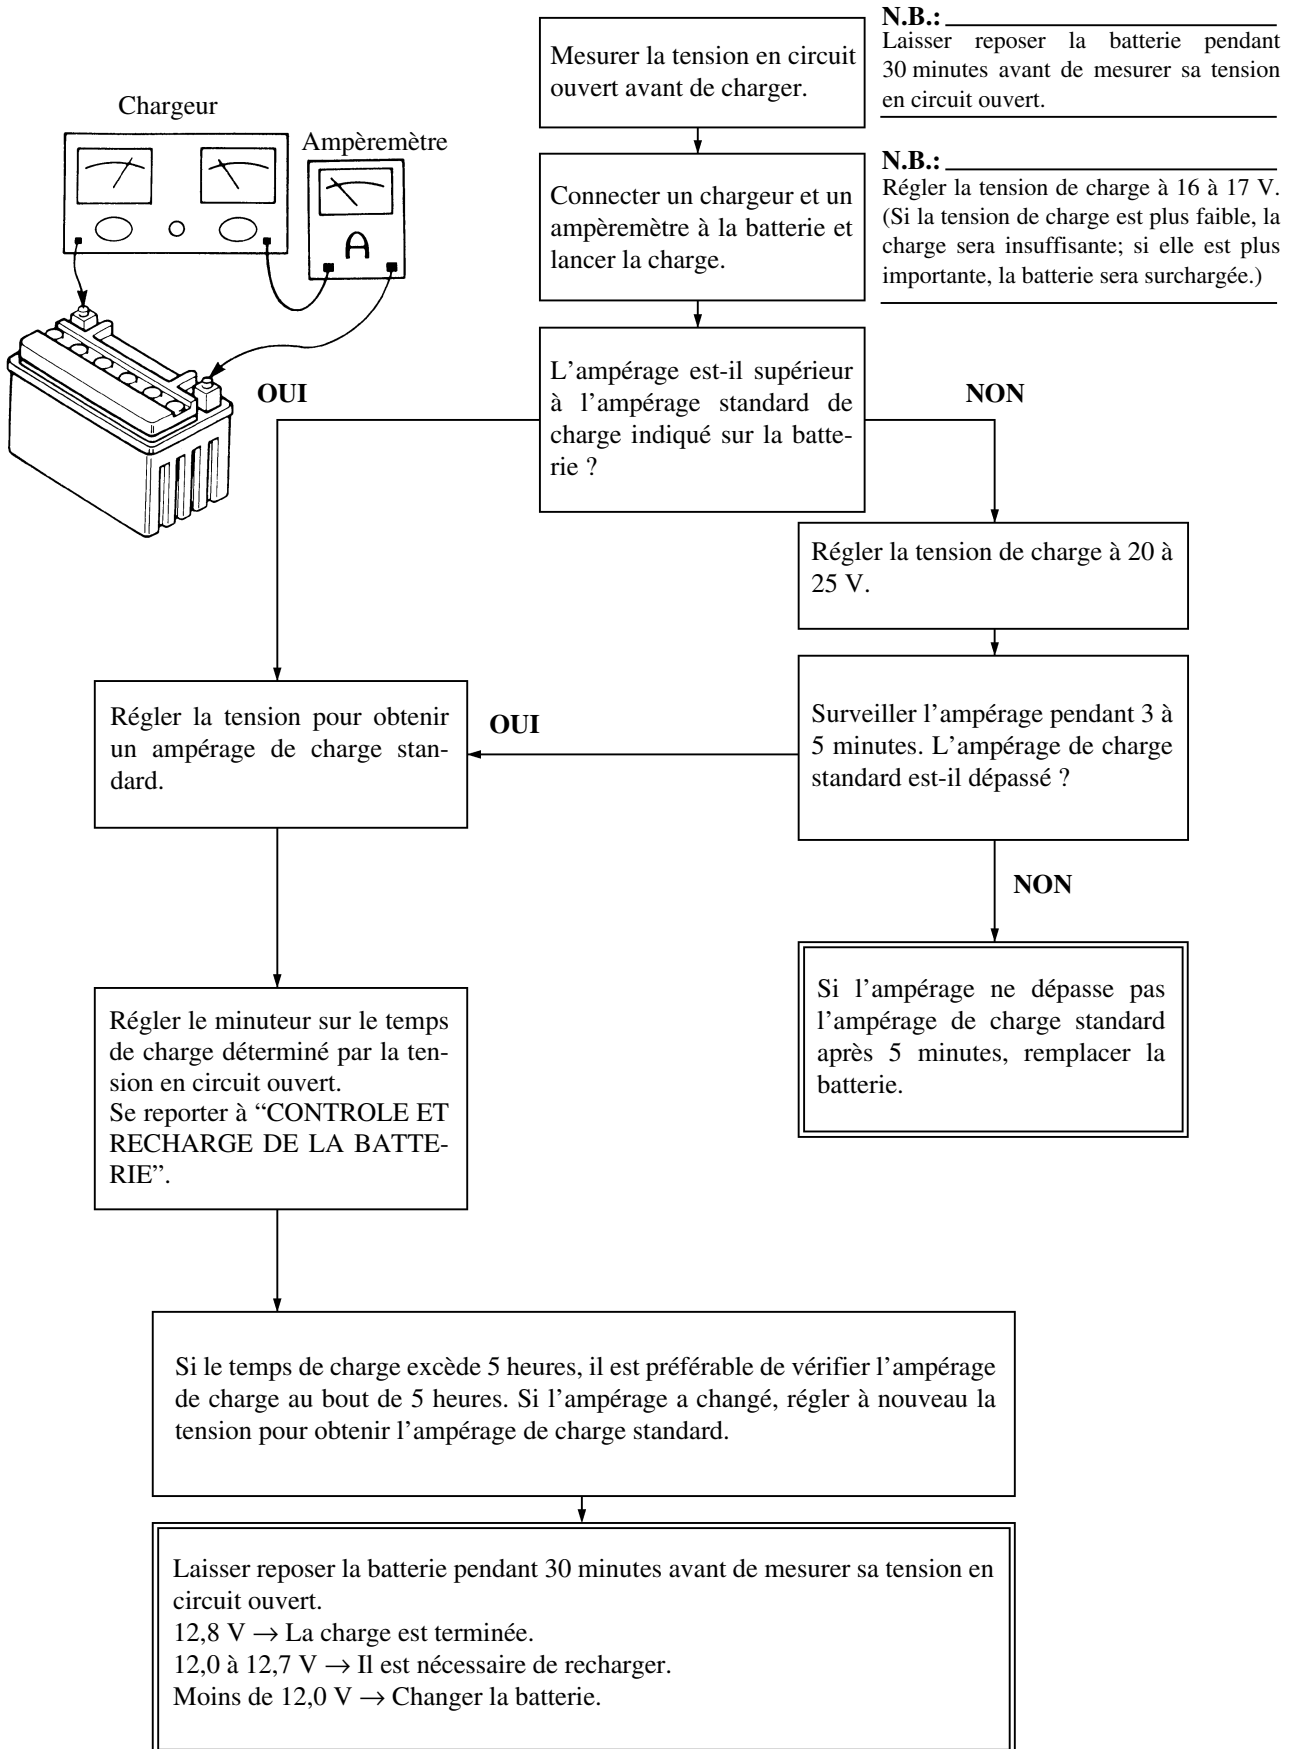 Mesurer la tension en circuit
ouvert avant de charger.
N.B.:
Laisser reposer la batterie pendant
30 minutes avant de mesurer sa tension
en circuit ouvert.
Chargeur
Ampèremètre
A
Connecter un chargeur et un
ampèremètre à la batterie et
lancer la charge.
N.B.:
Régler la tension de charge à 16 à 17 V.
(Si la tension de charge est plus faible, la
charge sera insuffisante; si elle est plus
importante, la batterie sera surchargée.)
L’ampérage est-il supérieur
à l’ampérage standard de
charge indiqué sur la batte-
rie ?
OUI
NON
Régler la tension de charge à 20 à
25 V.
Régler la tension pour obtenir
un ampérage de charge stan-
dard.
OUI
Surveiller l’ampérage pendant 3 à
5 minutes. L’ampérage de charge
standard est-il dépassé ?
NON
Si l’ampérage ne dépasse pas
l’ampérage de charge standard
après 5 minutes, remplacer la
batterie.
Régler le minuteur sur le temps
de charge déterminé par la ten-
sion en circuit ouvert.
Se reporter à “CONTROLE ET
RECHARGE DE LA BATTE-
RIE”.
Si le temps de charge excède 5 heures, il est préférable de vérifier l’ampérage
de charge au bout de 5 heures. Si l’ampérage a changé, régler à nouveau la
tension pour obtenir l’ampérage de charge standard.
Laisser reposer la batterie pendant 30 minutes avant de mesurer sa tension en
circuit ouvert.
12,8 V → La charge est terminée.
12,0 à 12,7 V → Il est nécessaire de recharger.
Moins de 12,0 V → Changer la batterie.